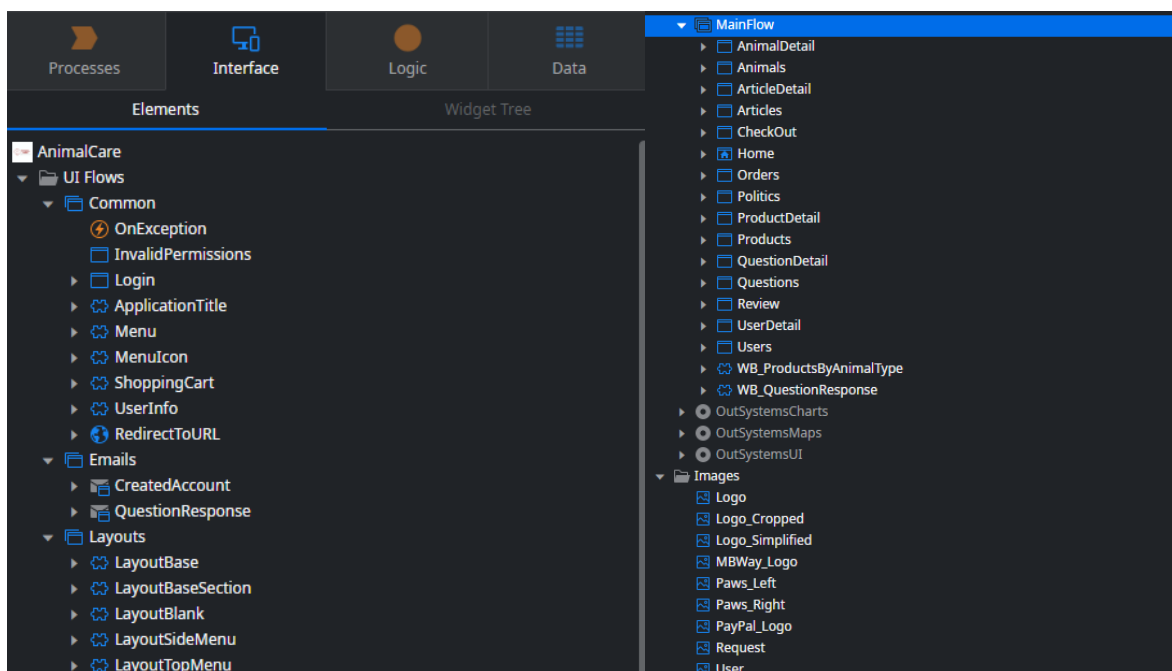 Processes
Interface
Logic
Data
Elements
Widget Tree
AnimalCare
UI Flows
Common
OnException
InvalidPermissions
Login
ApplicationTitle
Menu
MenuIcon
ShoppingCart
UserInfo
RedirectToURL
Emails
CreatedAccount
QuestionResponse
Layouts
LayoutBase
LayoutBaseSection
LayoutBlank
LayoutSideMenu
LayoutTopMenu
MainFlow
AnimalDetail
Animals
ArticleDetail
Articles
CheckOut
Home
Orders
Politics
ProductDetail
Products
QuestionDetail
Questions
Review
UserDetail
Users
WB_ProductsByAnimalType
WB_QuestionResponse
OutSystemsCharts
OutSystemsMaps
OutSystemsUI
Images
Logo
Logo_Cropped
Logo_Simplified
MBWay_Logo
Paws_Left
Paws_Right
PayPal_Logo
Request
User